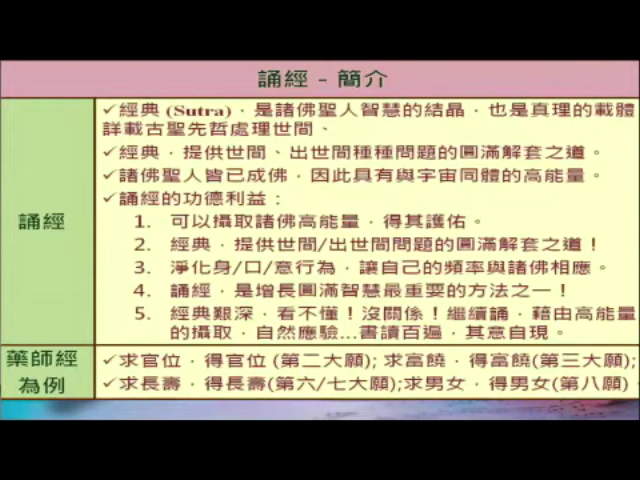 誦經 - 簡介
誦經
✓經典 (Sutra)，是諸佛聖人智慧的結晶，也是真理的載體
詳載古聖先哲處理世間、
✓經典，提供世間、出世間種種問題的圓滿解套之道。
✓諸佛聖人皆已成佛，因此具有與宇宙同體的高能量。
✓誦經的功德利益：
1. 可以攝取諸佛高能量，得其護佑。
2. 經典，提供世間/出世間問題的圓滿解套之道！
3. 淨化身/口/意行為，讓自己的頻率與諸佛相應。
4. 誦經，是增長圓滿智慧最重要的方法之一！
5. 經典艱深，看不懂！沒關係！繼續誦，藉由高能量
的攝取，自然應驗...書讀百遍，其意自現。
藥師經
為例
✓求官位，得官位 (第二大願); 求富饒，得富饒(第三大願);
✓求長壽，得長壽(第六/七大願);求男女，得男女(第八願)